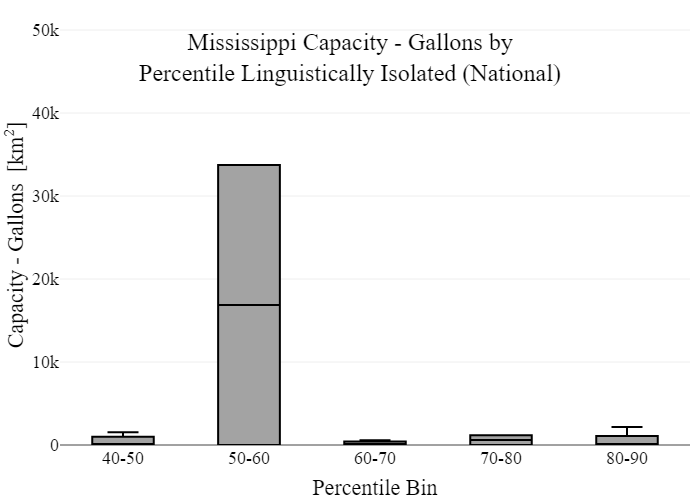 Mississippi Capacity - Gallons by
Percentile Linguistically Isolated (National)
Capacity - Gallons [km²]
50k
40k
30k
20k
10k
0
40-50 50-60 60-70 70-80 80-90
Percentile Bin